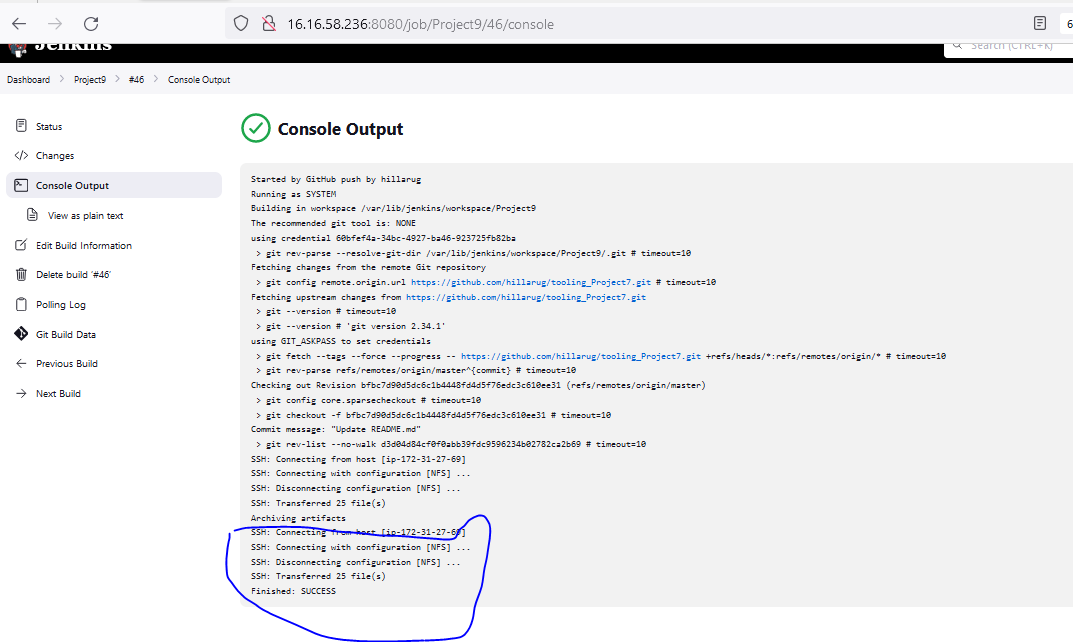 16.16.58.236:8080/job/Project9/46/console
6
Jenkins
Search (CTRL+K)
Dashboard > Project9 > #46 > Console Output
Status
Changes
Console Output
View as plain text
Edit Build Information
Delete build '#46'
Polling Log
Git Build Data
Previous Build
Next Build
Console Output
Started by GitHub push by hillarug
Running as SYSTEM
Building in workspace /var/lib/jenkins/workspace/Project9
The recommended git tool is: NONE
using credential 60bfef4a-34bc-4927-ba46-923725fb82ba
> git rev-parse --resolve-git-dir /var/lib/jenkins/workspace/Project9/.git # timeout=10
Fetching changes from the remote Git repository
> git config remote.origin.url https://github.com/hillarug/tooling_Project7.git # timeout=10
Fetching upstream changes from https://github.com/hillarug/tooling_Project7.git
> git --version # timeout=10
> git --version # 'git version 2.34.1'
using GIT_ASKPASS to set credentials
> git fetch --tags --force --progress -- https://github.com/hillarug/tooling_Project7.git +refs/heads/*:refs/remotes/origin/* # timeout=10
> git rev-parse refs/remotes/origin/master^{commit} # timeout=10
Checking out Revision bfbc7d90d5dc6c1b4448fd4d5f76edc3c610ee31 (refs/remotes/origin/master)
> git config core.sparsecheckout # timeout=10
> git checkout -f bfbc7d90d5dc6c1b4448fd4d5f76edc3c610ee31 # timeout=10
Commit message: "Update README.md"
> git rev-list --no-walk d3d04d84cf0f0abb39fdc9596234b02782ca2b69 # timeout=10
SSH: Connecting from host [ip-172-31-27-69]
SSH: Connecting with configuration [NFS] ...
SSH: Disconnecting configuration [NFS] ...
SSH: Transferred 25 file(s)
Archiving artifacts
SSH: Connecting from host [ip-172-31-27-69]
SSH: Connecting with configuration [NFS] ...
SSH: Disconnecting configuration [NFS] ...
SSH: Transferred 25 file(s)
Finished: SUCCESS